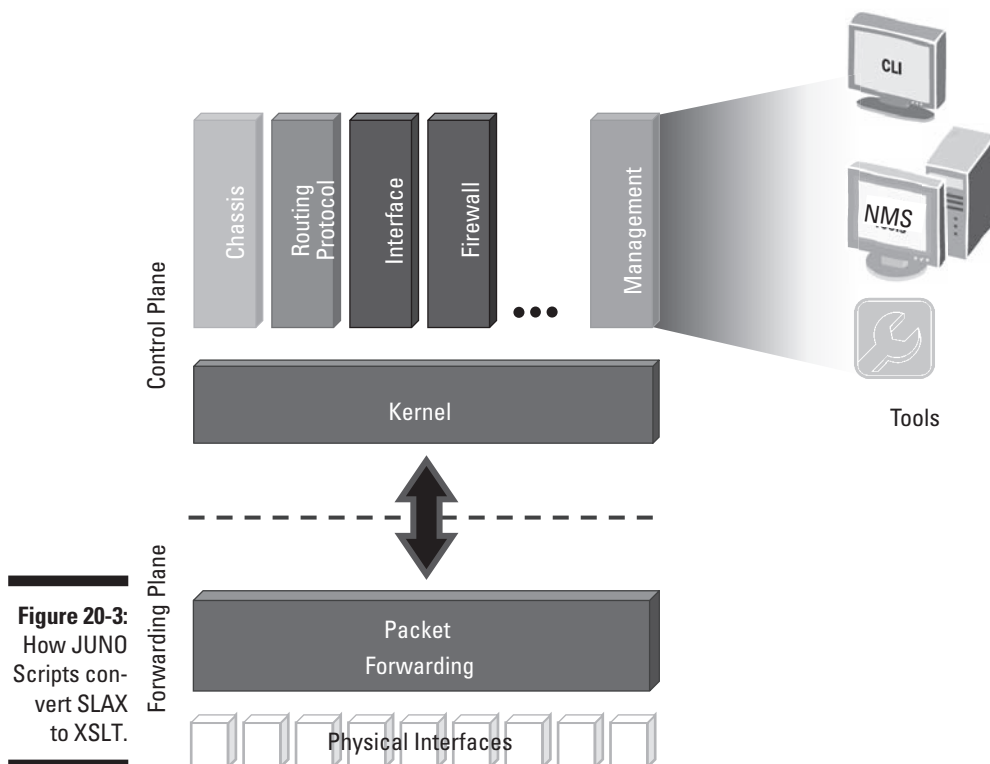 CLI
NMS
Tools
Control Plane
Chassis
Routing
Protocol
Interface
Firewall
•••
Management
Kernel
Forwarding Plane
Packet
Forwarding
Physical Interfaces
Figure 20-3:
How JUNO
Scripts con-
vert SLAX
to XSLT.